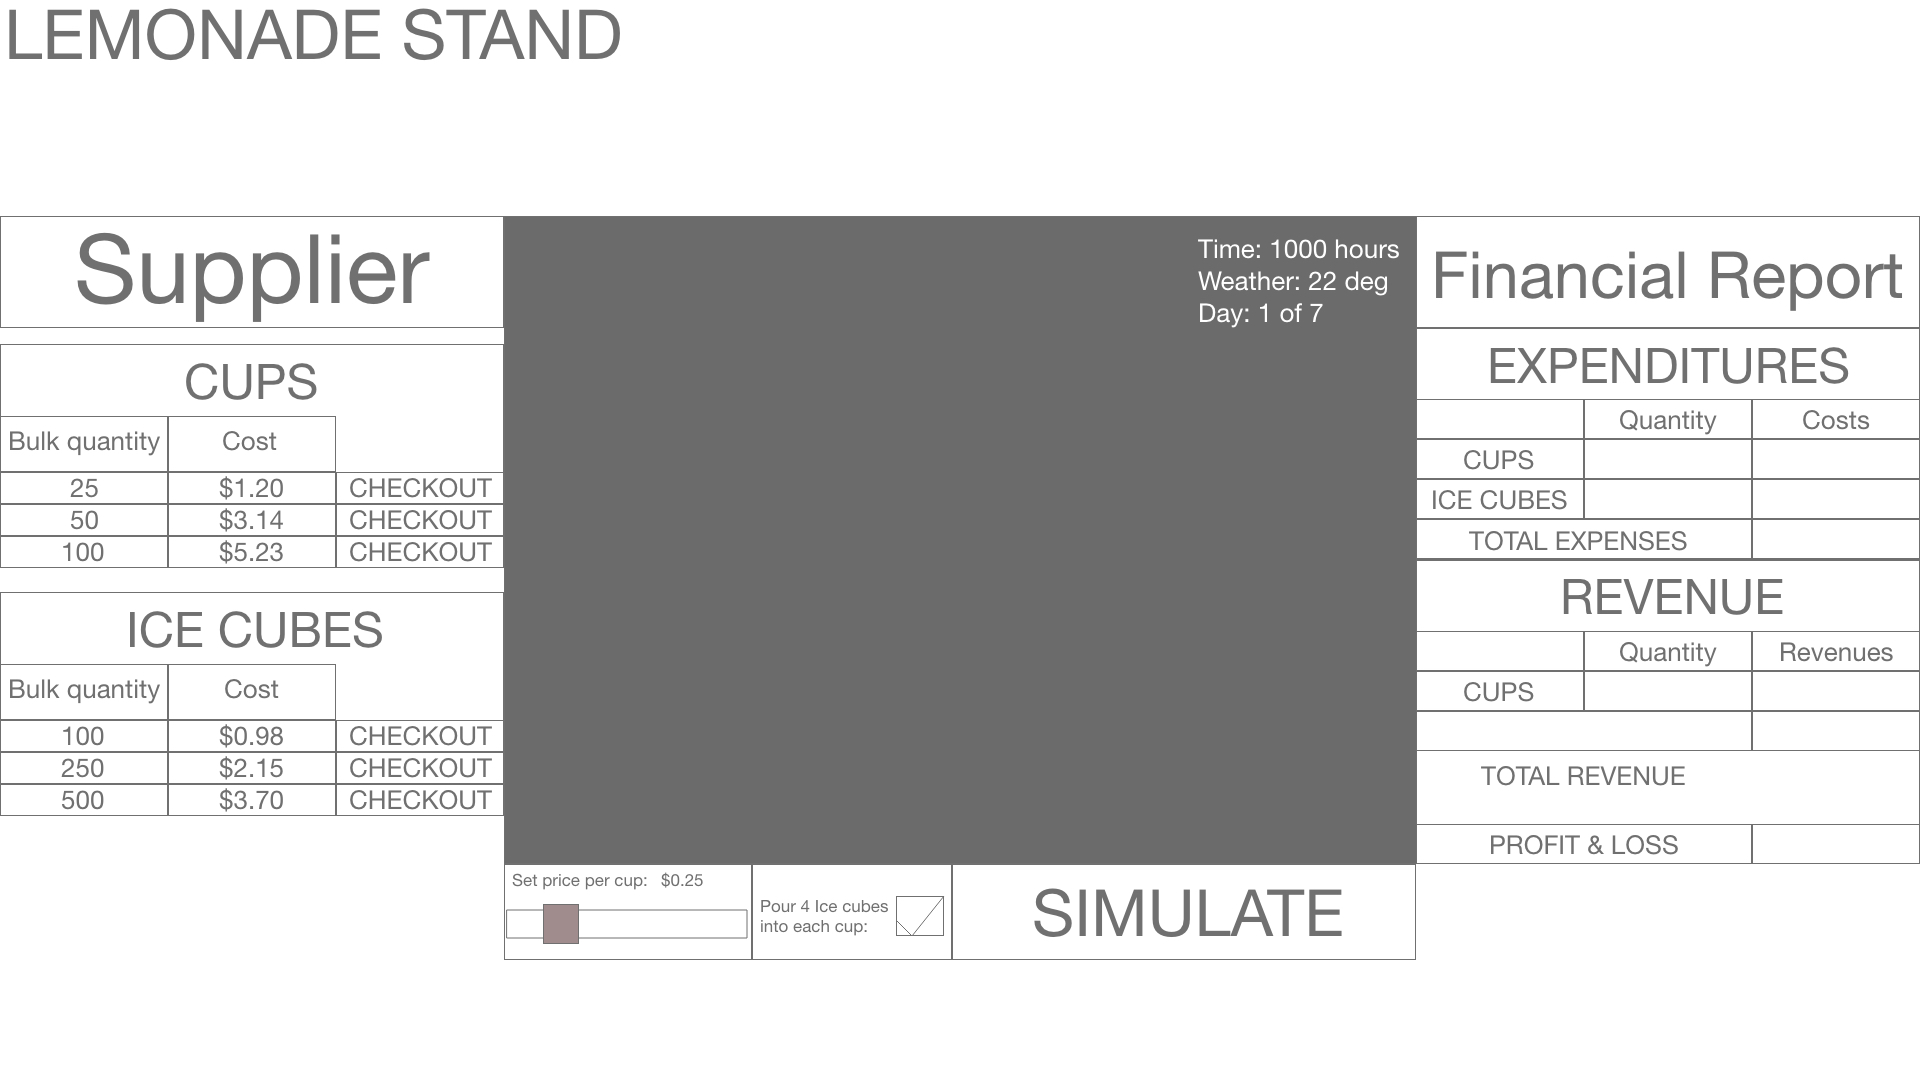 LEMONADE STAND
Supplier
CUPS
Bulk quantity Cost
25 $1.20 CHECKOUT
50 $3.14 CHECKOUT
100 $5.23 CHECKOUT
ICE CUBES
Bulk quantity Cost
100 $0.98 CHECKOUT
250 $2.15 CHECKOUT
500 $3.70 CHECKOUT
Time: 1000 hours
Weather: 22 deg
Day: 1 of 7
Set price per cup: $0.25
Pour 4 Ice cubes
into each cup:
SIMULATE
Financial Report
EXPENDITURES
Quantity Costs
CUPS
ICE CUBES
TOTAL EXPENSES
REVENUE
Quantity Revenues
CUPS
TOTAL REVENUE
PROFIT & LOSS